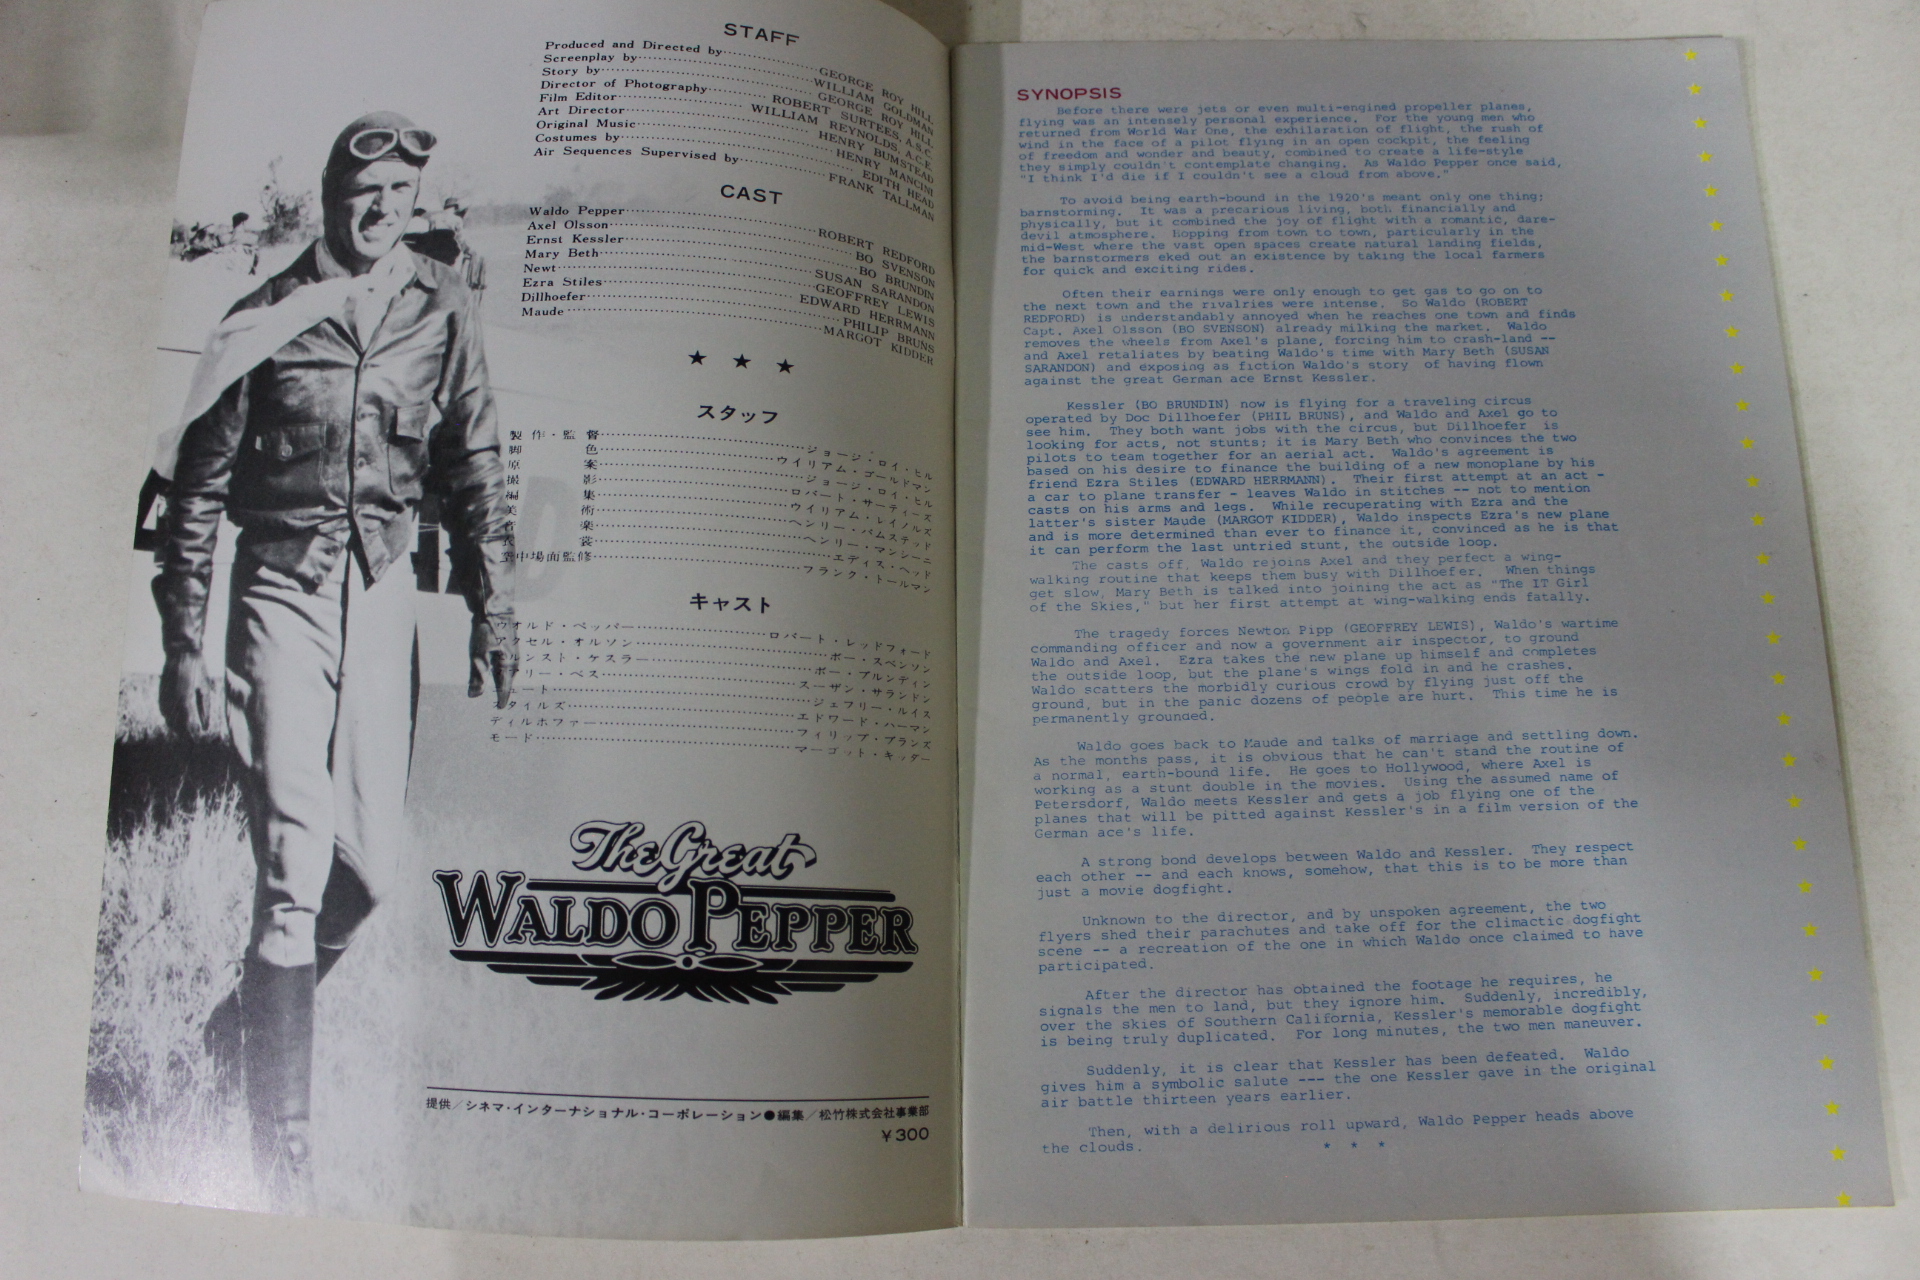 STAFF
Produced and Directed by GEORGE ROY HILL
Screenplay by WILLIAM GOLDMAN
Story by GEORGE ROY HILL
Director of Photography ROBERT SURTEES, A.S.C.
Film Editor WILLIAM REYNOLDS, A.C.E.
Art Director HENRY BUMSTEAD
Original Music HENRY MANCINI
Costumes by EDITH HEAD
Air Sequences Supervised by FRANK TALLMAN
CAST
Waldo Pepper ROBERT REDFORD
Axel Olsson BO SVENSON
Ernst Kessler BO BRUNDIN
Mary Beth SUSAN SARANDON
Newt GEOFFREY LEWIS
Ezra Stiles EDWARD HERRMANN
Dillhoefer PHILIP BRUNS
Maude MARGOT KIDDER
★ ★ ★
スタッフ
製作・監督 ジョージ・ロイ・ヒル
脚色 ウイリアム・ゴールドマン
原案 ジョージ・ロイ・ヒル
撮影 ロバート・サーティーズ
編集 ウイリアム・レイノルズ
美術 ヘンリー・バムステッド
音楽 ヘンリー・マンシーニ
衣裳 エディス・ヘッド
空中場面監修 フランク・トールマン
キャスト
ウオルド・ペッパー ロバート・レッドフォード
アクセル・オルソン ボー・スベンソン
ルンスト・ケスラー ボー・ブルンディン
アリー・ベス スーザン・サランドン
ニュート ジェフリー・ルイス
スタイルズ エドワード・ハーマン
ディルホファー フィリップ・ブランズ
モード マーゴット・キッダー
The Great
WALDO PEPPER
提供/シネマ・インターナショナル・コーポレーション●編集/松竹株式会社事業部
¥300
SYNOPSIS
Before there were jets or even multi-engined propeller planes,
flying was an intensely personal experience. For the young men who
returned from World War One, the exhilaration of flight, the rush of
wind in the face of a pilot flying in an open cockpit, the feeling
of freedom and wonder and beauty, combined to create a life-style
they simply couldn't contemplate changing. As Waldo Pepper once said,
"I think I'd die if I couldn't see a cloud from above."
To avoid being earth-bound in the 1920's meant only one thing;
barnstorming. It was a precarious living, both financially and
physically, but it combined the joy of flight with a romantic, dare-
devil atmosphere. Hopping from town to town, particularly in the
mid-West where the vast open spaces create natural landing fields,
the barnstormers eked out an existence by taking the local farmers
for quick and exciting rides.
Often their earnings were only enough to get gas to go on to
the next town and the rivalries were intense. So Waldo (ROBERT
REDFORD) is understandably annoyed when he reaches one town and finds
Capt. Axel Olsson (BO SVENSON) already milking the market. Waldo
removes the wheels from Axel's plane, forcing him to crash-land --
and Axel retaliates by beating Waldo's time with Mary Beth (SUSAN
SARANDON) and exposing as fiction Waldo's story of having flown
against the great German ace Ernst Kessler.
Kessler (BO BRUNDIN) now is flying for a traveling circus
operated by Doc Dillhoefer (PHIL BRUNS), and Waldo and Axel go to
see him. They both want jobs with the circus, but Dillhoefer is
looking for acts, not stunts; it is Mary Beth who convinces the two
pilots to team together for an aerial act. Waldo's agreement is
based on his desire to finance the building of a new monoplane by his
friend Ezra Stiles (EDWARD HERRMANN). Their first attempt at an act -
a car to plane transfer - leaves Waldo in stitches -- not to mention
casts on his arms and legs. While recuperating with Ezra and the
latter's sister Maude (MARGOT KIDDER), Waldo inspects Ezra's new plane
and is more determined than ever to finance it, convinced as he is that
it can perform the last untried stunt, the outside loop.
The casts off, Waldo rejoins Axel and they perfect a wing-
walking routine that keeps them busy with Dillhoefer. When things
get slow, Mary Beth is talked into joining the act as "The IT Girl
of the Skies," but her first attempt at wing-walking ends fatally.
The tragedy forces Newton Pipp (GEOFFREY LEWIS), Waldo's wartime
commanding officer and now a government air inspector, to ground
Waldo and Axel. Ezra takes the new plane up himself and completes
the outside loop, but the plane's wings fold in and he crashes.
Waldo scatters the morbidly curious crowd by flying just off the
ground, but in the panic dozens of people are hurt. This time he is
permanently grounded.
Waldo goes back to Maude and talks of marriage and settling down.
As the months pass, it is obvious that he can't stand the routine of
a normal, earth-bound life. He goes to Hollywood, where Axel is
working as a stunt double in the movies. Using the assumed name of
Petersdorf, Waldo meets Kessler and gets a job flying one of the
planes that will be pitted against Kessler's in a film version of the
German ace's life.
A strong bond develops between Waldo and Kessler. They respect
each other -- and each knows, somehow, that this is to be more than
just a movie dogfight.
Unknown to the director, and by unspoken agreement, the two
flyers shed their parachutes and take off for the climactic dogfight
scene -- a recreation of the one in which Waldo once claimed to have
participated.
After the director has obtained the footage he requires, he
signals the men to land, but they ignore him. Suddenly, incredibly,
over the skies of Southern California, Kessler's memorable dogfight
is being truly duplicated. For long minutes, the two men maneuver.
Suddenly, it is clear that Kessler has been defeated. Waldo
gives him a symbolic salute --- the one Kessler gave in the original
air battle thirteen years earlier.
Then, with a delirious roll upward, Waldo Pepper heads above
the clouds.
* * *